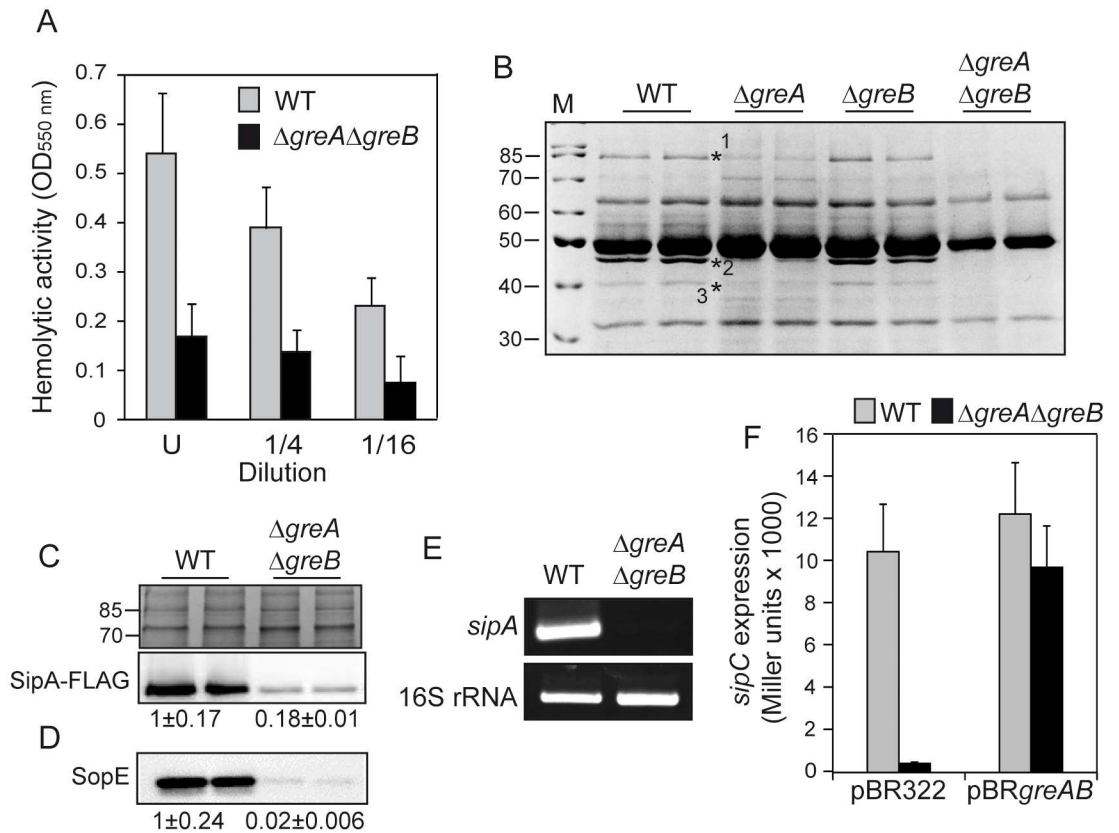 A
0.7
0.6
0.5
0.4
0.3
0.2
0.1
0
Hemolytic activity (OD550 nm)
WT
ΔgreAΔgreB
U 1/4 1/16
Dilution
B
M WT ΔgreA ΔgreB ΔgreA
ΔgreB
85
70
60
50
40
30
* 1
* 2
3 *
C
WT ΔgreA
ΔgreB
85
70
SipA-FLAG
1±0.17 0.18±0.01
D
SopE
1±0.24 0.02±0.006
E
WT ΔgreA
ΔgreB
sipA
16S rRNA
F
WT ΔgreAΔgreB
16
14
12
10
8
6
4
2
0
sipC expression
(Miller units x 1000)
pBR322 pBRgreAB